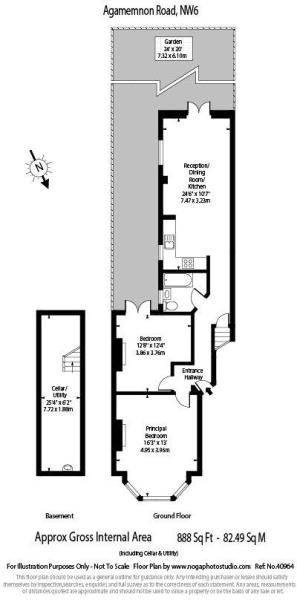 Agamemnon Road, NW6
Garden
24' x 20'
7.32 x 6.10m
N
Reception/
Dining
Room/
Kitchen
24'6" x 10'7"
7.47 x 3.23m
Bedroom
12'8" x 12'4"
3.86 x 3.76m
Entrance
Hallway
Cellar/
Utility
25'4" x 6'2"
7.72 x 1.88m
Principal
Bedroom
16'3" x 13'
4.95 x 3.96m
Basement
Ground Floor
Approx Gross Internal Area 888 Sq Ft - 82.49 Sq M
(Including Cellar & Utility)
For Illustration Purposes Only - Not To Scale Floor Plan by www.nogaphotostudio.com Ref: No.40964
This floor plan should be used as a general outline for guidance only. Any intending purchaser or lessee should satisfy
themselves by inspection, searches, enquiries and full survey as to the correctness of each statement. Any areas, measurements
or distances quoted are approximate and should not be used to value a property or be the basis of any sale or let.